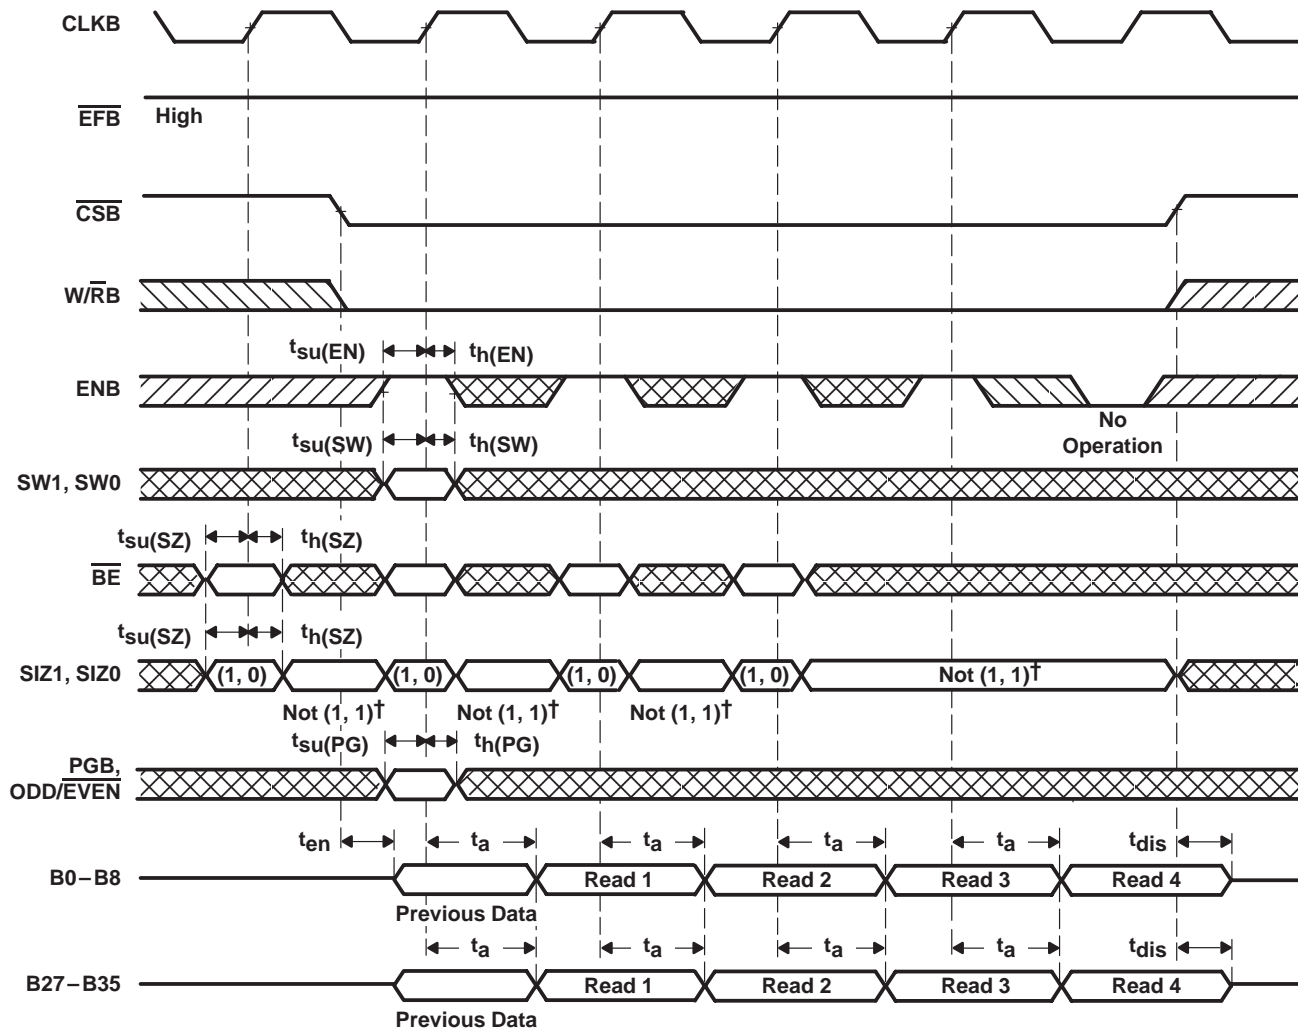 CLKB
EFB High
CSB
W/RB
tsu(EN) th(EN)
ENB
No
Operation
tsu(SW) th(SW)
SW1, SW0
tsu(SZ) th(SZ)
BE
tsu(SZ) th(SZ)
SIZ1, SIZ0 (1, 0) (1, 0) (1, 0) (1, 0) Not (1, 1)†
Not (1, 1)† Not (1, 1)† Not (1, 1)†
tsu(PG) th(PG)
PGB,
ODD/EVEN
ten ta ta ta ta tdis
B0–B8 Read 1 Read 2 Read 3 Read 4
Previous Data
ta ta ta ta tdis
B27–B35 Read 1 Read 2 Read 3 Read 4
Previous Data